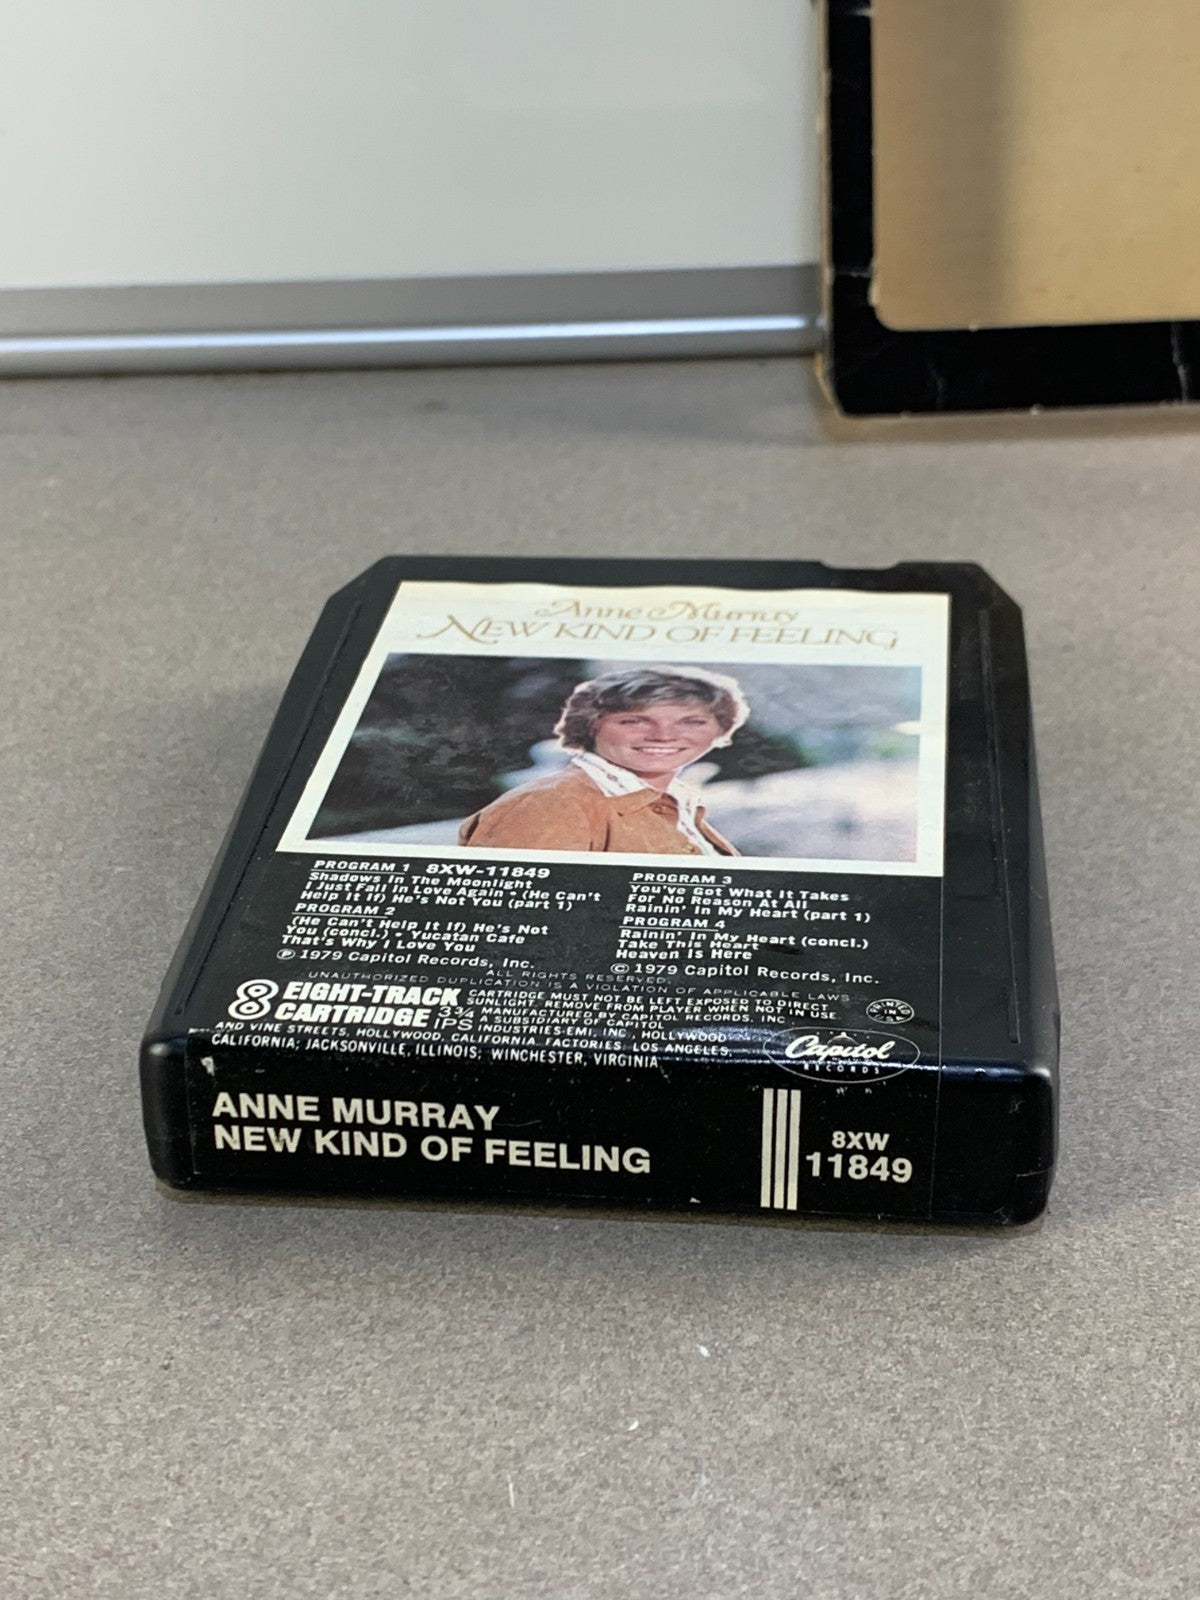 Anne Murray
NEW KIND OF FEELING
PROGRAM 1 8XW-11849
Shadows In The Moonlight
I Just Fall In Love Again • (He Can't
Help It If) He's Not You (part 1)
PROGRAM 2
(He Can't Help It If) He's Not
You (concl.) • Yucatan Cafe
That's Why I Love You
℗ 1979 Capitol Records, Inc.
PROGRAM 3
You've Got What It Takes
For No Reason At All
Rainin' In My Heart (part 1)
PROGRAM 4
Rainin' In My Heart (concl.)
Take This Heart
Heaven Is Here
© 1979 Capitol Records, Inc.
ALL RIGHTS RESERVED.
UNAUTHORIZED DUPLICATION IS A VIOLATION OF APPLICABLE LAWS
8 EIGHT-TRACK
CARTRIDGE 3¾ IPS
CARTRIDGE MUST NOT BE LEFT EXPOSED TO DIRECT
SUNLIGHT. REMOVE FROM PLAYER WHEN NOT IN USE.
MANUFACTURED BY CAPITOL RECORDS, INC.
A SUBSIDIARY OF CAPITOL
INDUSTRIES-EMI, INC., HOLLYWOOD
AND VINE STREETS, HOLLYWOOD, CALIFORNIA. FACTORIES: LOS ANGELES,
CALIFORNIA; JACKSONVILLE, ILLINOIS; WINCHESTER, VIRGINIA
PRINTED
IN
U.S.A.
Capitol
RECORDS
ANNE MURRAY
NEW KIND OF FEELING
8XW
11849